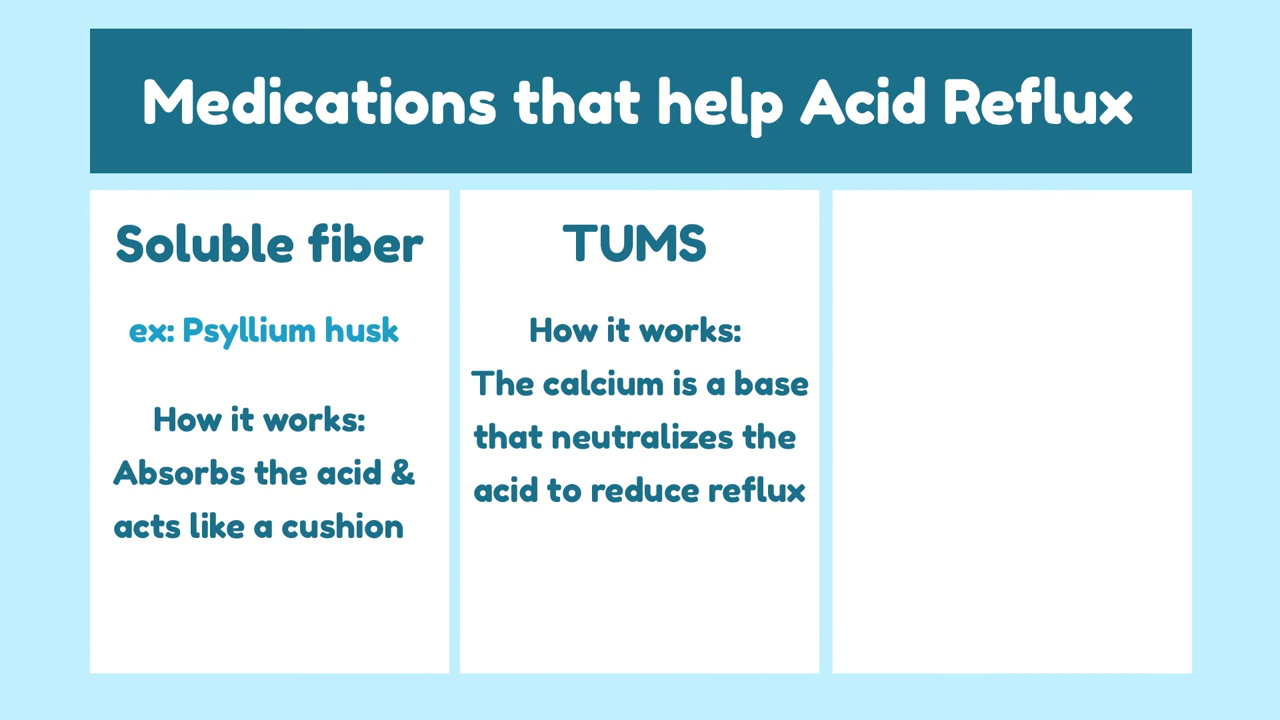 Medications that help Acid Reflux
Soluble fiber
ex: Psyllium husk
How it works:
Absorbs the acid &
acts like a cushion
TUMS
How it works:
The calcium is a base
that neutralizes the
acid to reduce reflux